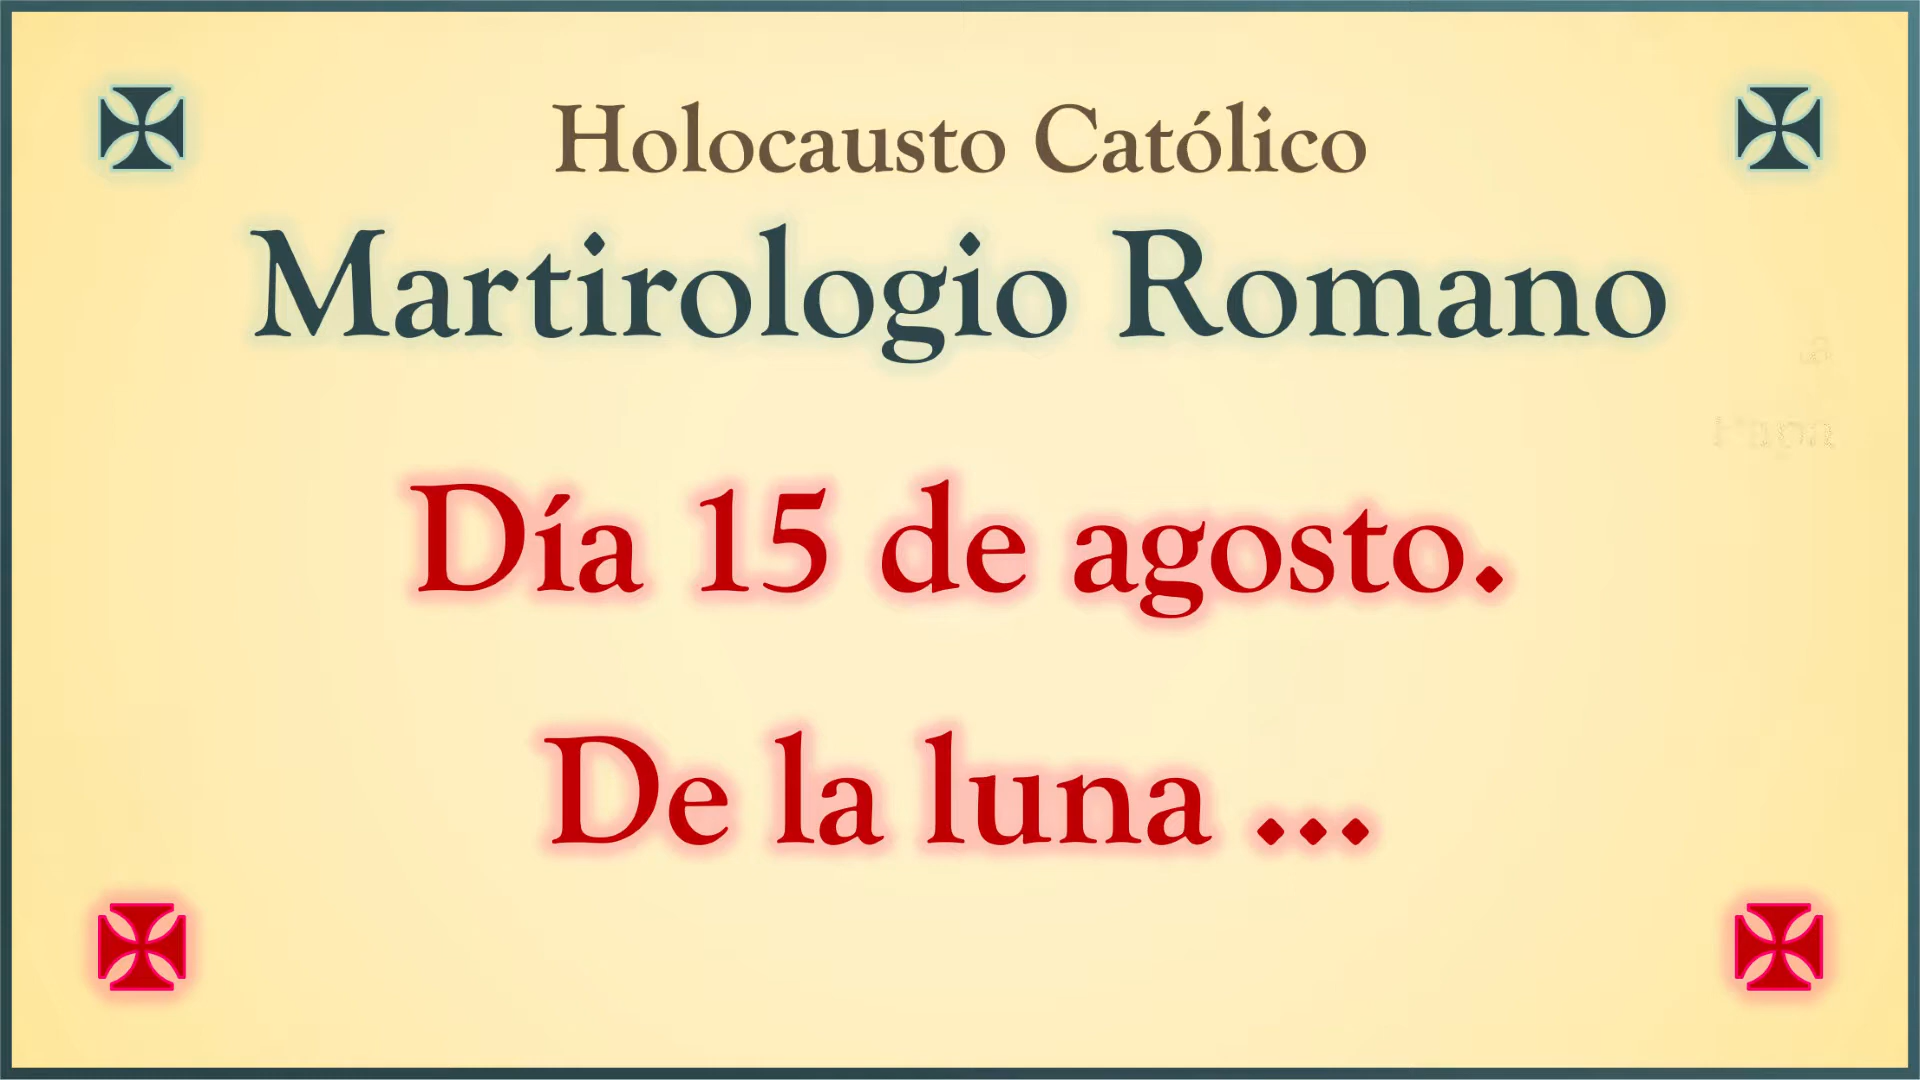 Holocausto Católico
Martirologio Romano
Día 15 de agosto.
De la luna ...